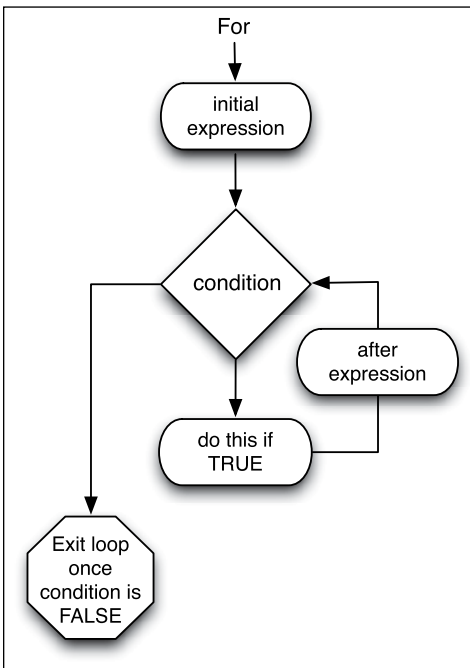 For
initial
expression
condition
after
expression
do this if
TRUE
Exit loop
once
condition is
FALSE